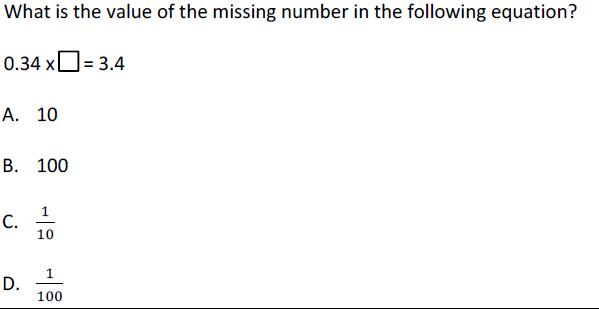 What is the value of the missing number in the following equation?
0.34 x □ = 3.4
A. 10
B. 100
C. 1/10
D. 1/100